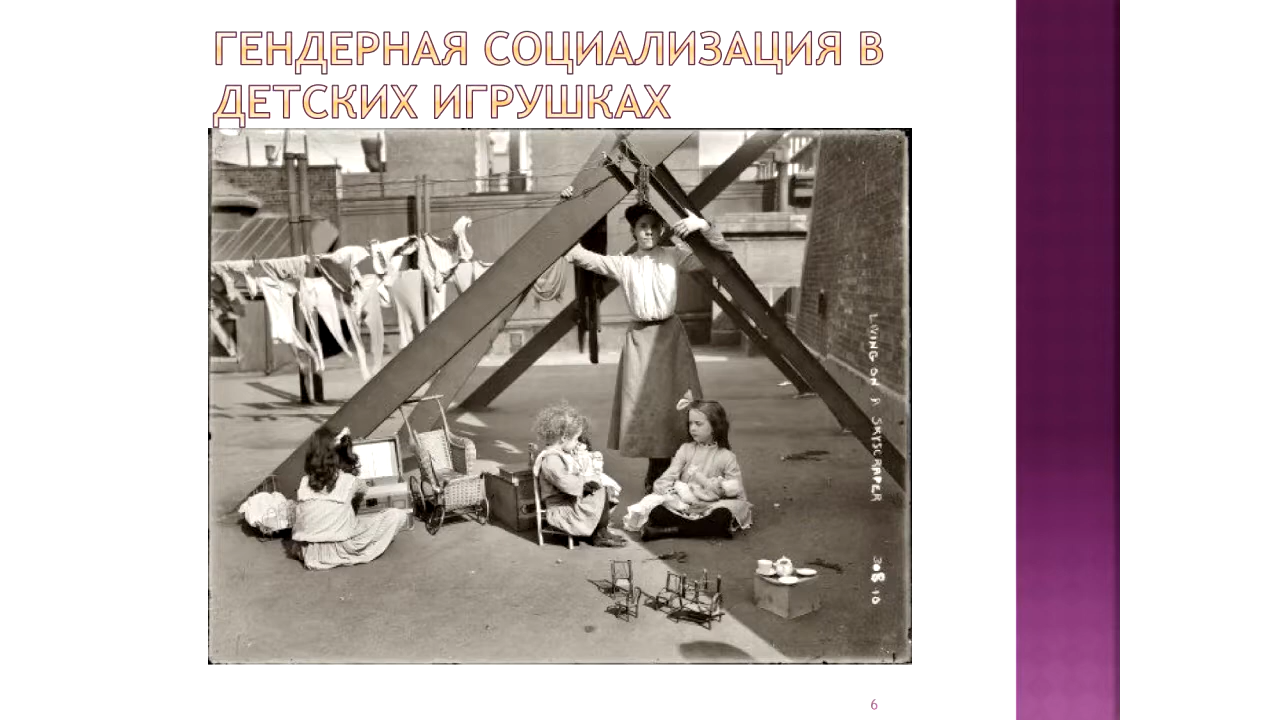 ГЕНДЕРНАЯ СОЦИАЛИЗАЦИЯ В
ДЕТСКИХ ИГРУШКАХ
LIVING ON A SKYSCRAPER
308-10
6